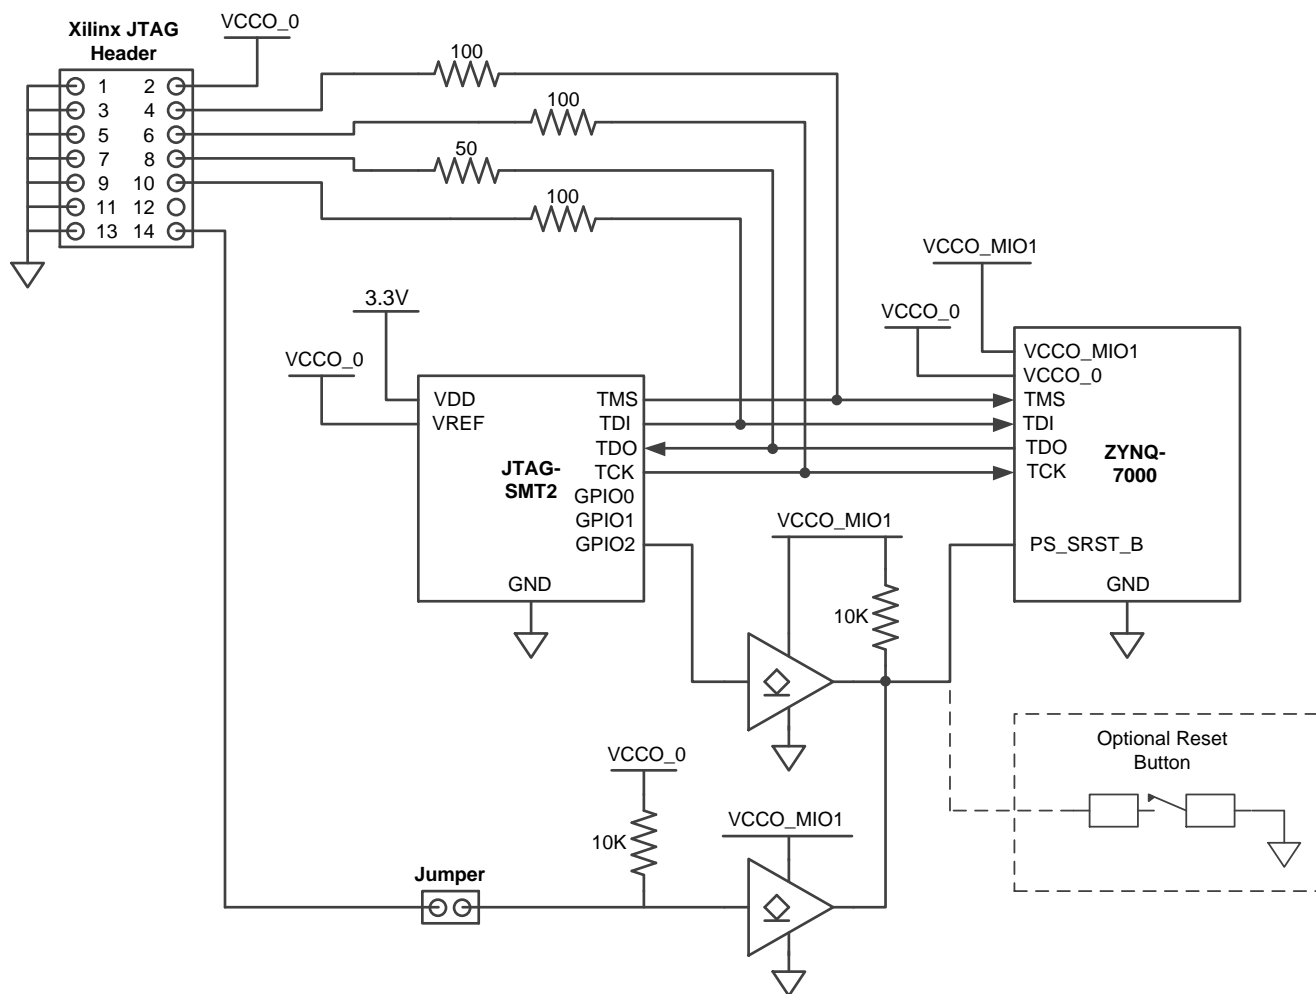 Xilinx JTAG
Header
VCCO_0
1 2
3 4
5 6
7 8
9 10
11 12
13 14
100
100
50
100
VCCO_MIO1
VCCO_0
3.3V
VCCO_0
VDD
VREF
JTAG-
SMT2
TMS
TDI
TDO
TCK
GPIO0
GPIO1
GPIO2
GND
VCCO_MIO1
VCCO_0
TMS
TDI
TDO
TCK
ZYNQ-
7000
PS_SRST_B
GND
VCCO_MIO1
10K
Optional Reset
Button
VCCO_0
10K
VCCO_MIO1
Jumper